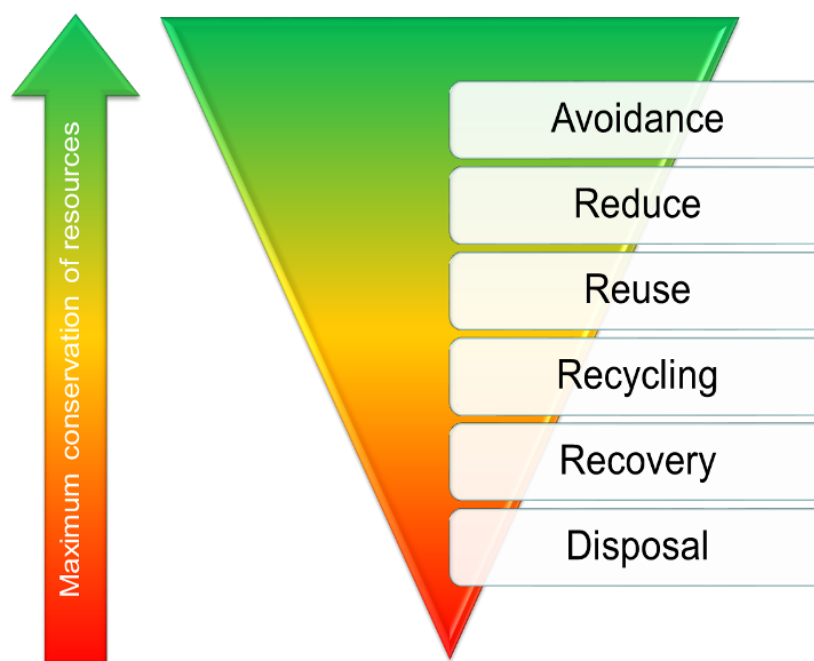 Maximum conservation of resources
Avoidance
Reduce
Reuse
Recycling
Recovery
Disposal